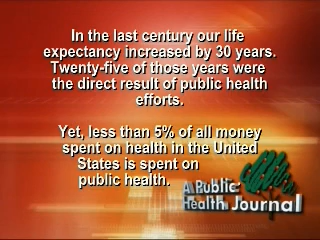 In the last century our life
expectancy increased by 30 years.
Twenty-five of those years were
the direct result of public health
efforts.
Yet, less than 5% of all money
spent on health in the United
States is spent on
public health.
A Public
Health Journal